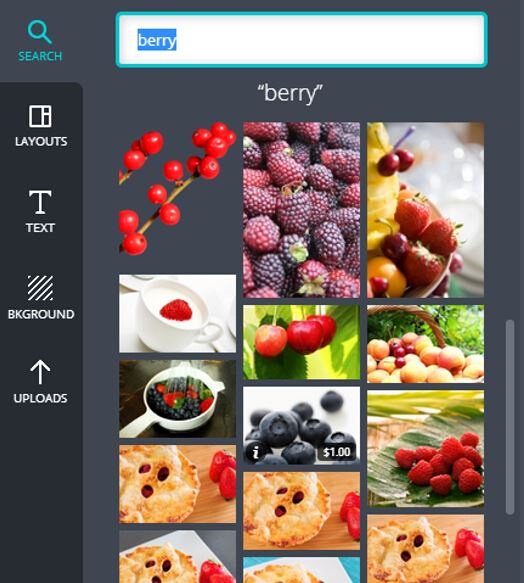 berry
SEARCH
“berry”
LAYOUTS
TEXT
BKGROUND
UPLOADS
i
$1.00